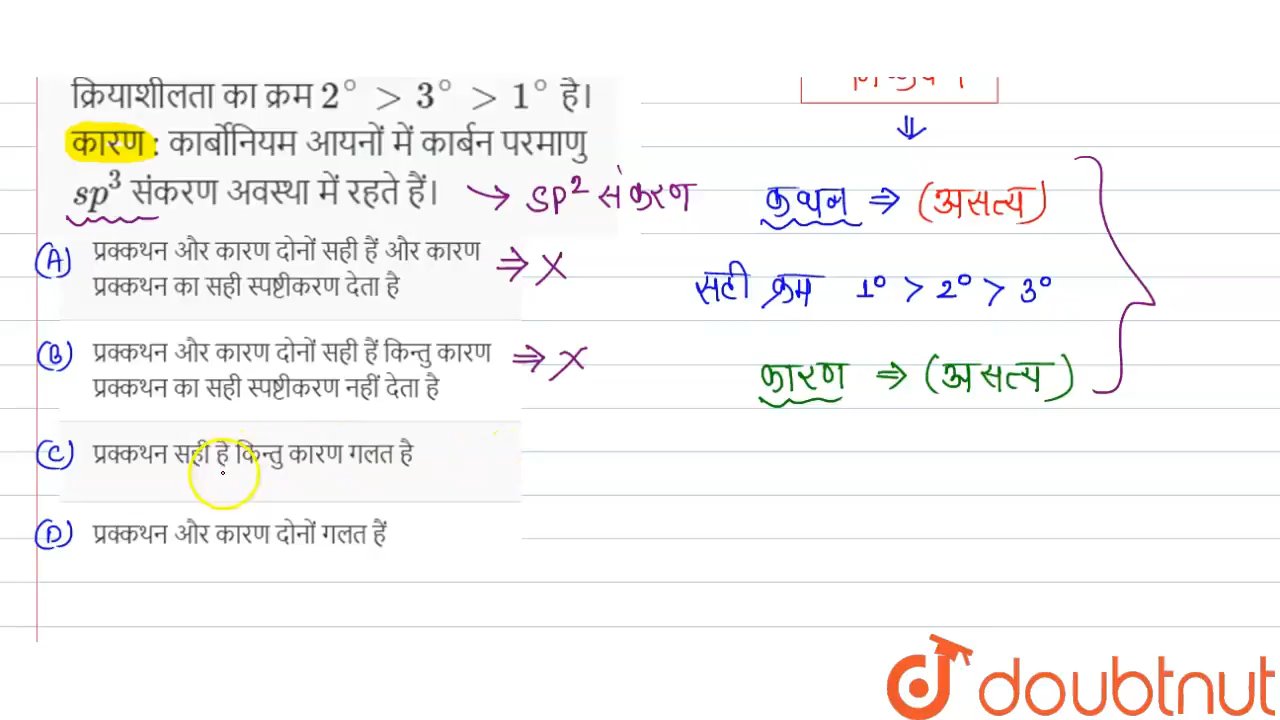 क्रियाशीलता का क्रम 2° > 3° > 1° है।
कारण : कार्बोनियम आयनों में कार्बन परमाणु
sp³ संकरण अवस्था में रहते हैं।
→ sp² संकरण
(A) प्रक्कथन और कारण दोनों सही हैं और कारण
प्रक्कथन का सही स्पष्टीकरण देता है
⇒ X
(B) प्रक्कथन और कारण दोनों सही हैं किन्तु कारण
प्रक्कथन का सही स्पष्टीकरण नहीं देता है
⇒ X
(C) प्रक्कथन सही है किन्तु कारण गलत है
(D) प्रक्कथन और कारण दोनों गलत हैं
⇓
कथन ⇒ (असत्य)
सही क्रम 1° > 2° > 3°
कारण ⇒ (असत्य)
doubtnut